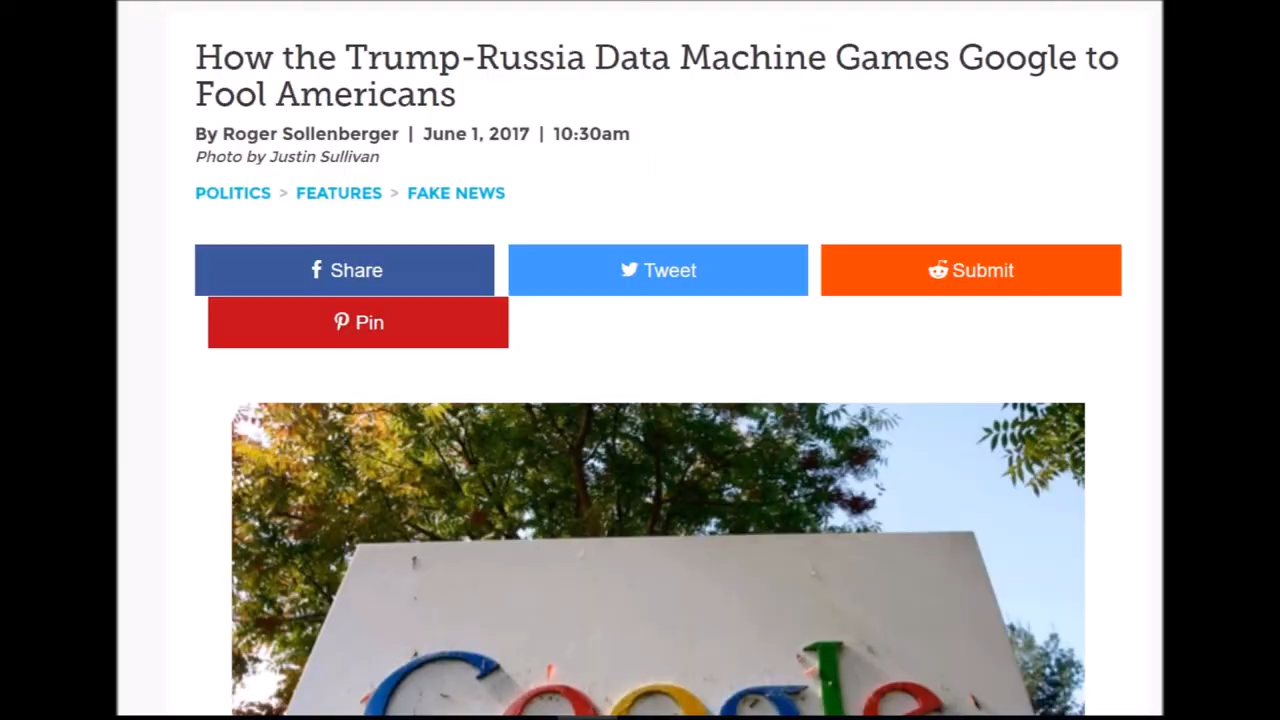 How the Trump-Russia Data Machine Games Google to
Fool Americans
By Roger Sollenberger | June 1, 2017 | 10:30am
Photo by Justin Sullivan
POLITICS > FEATURES > FAKE NEWS
Share
Tweet
Submit
Pin
Google